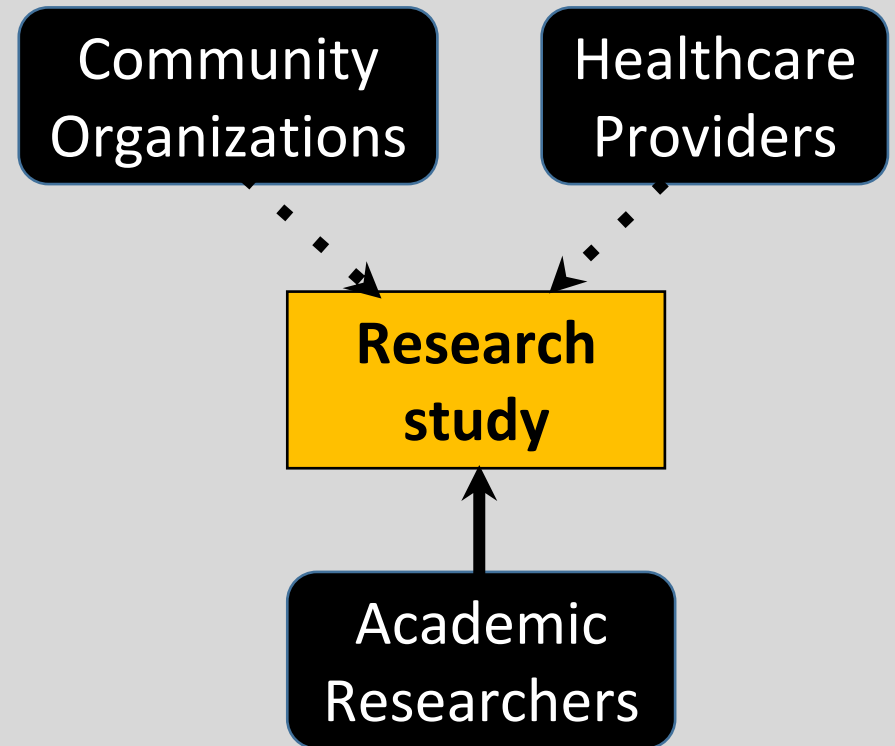 Community
Organizations
Healthcare
Providers
Research
study
Academic
Researchers